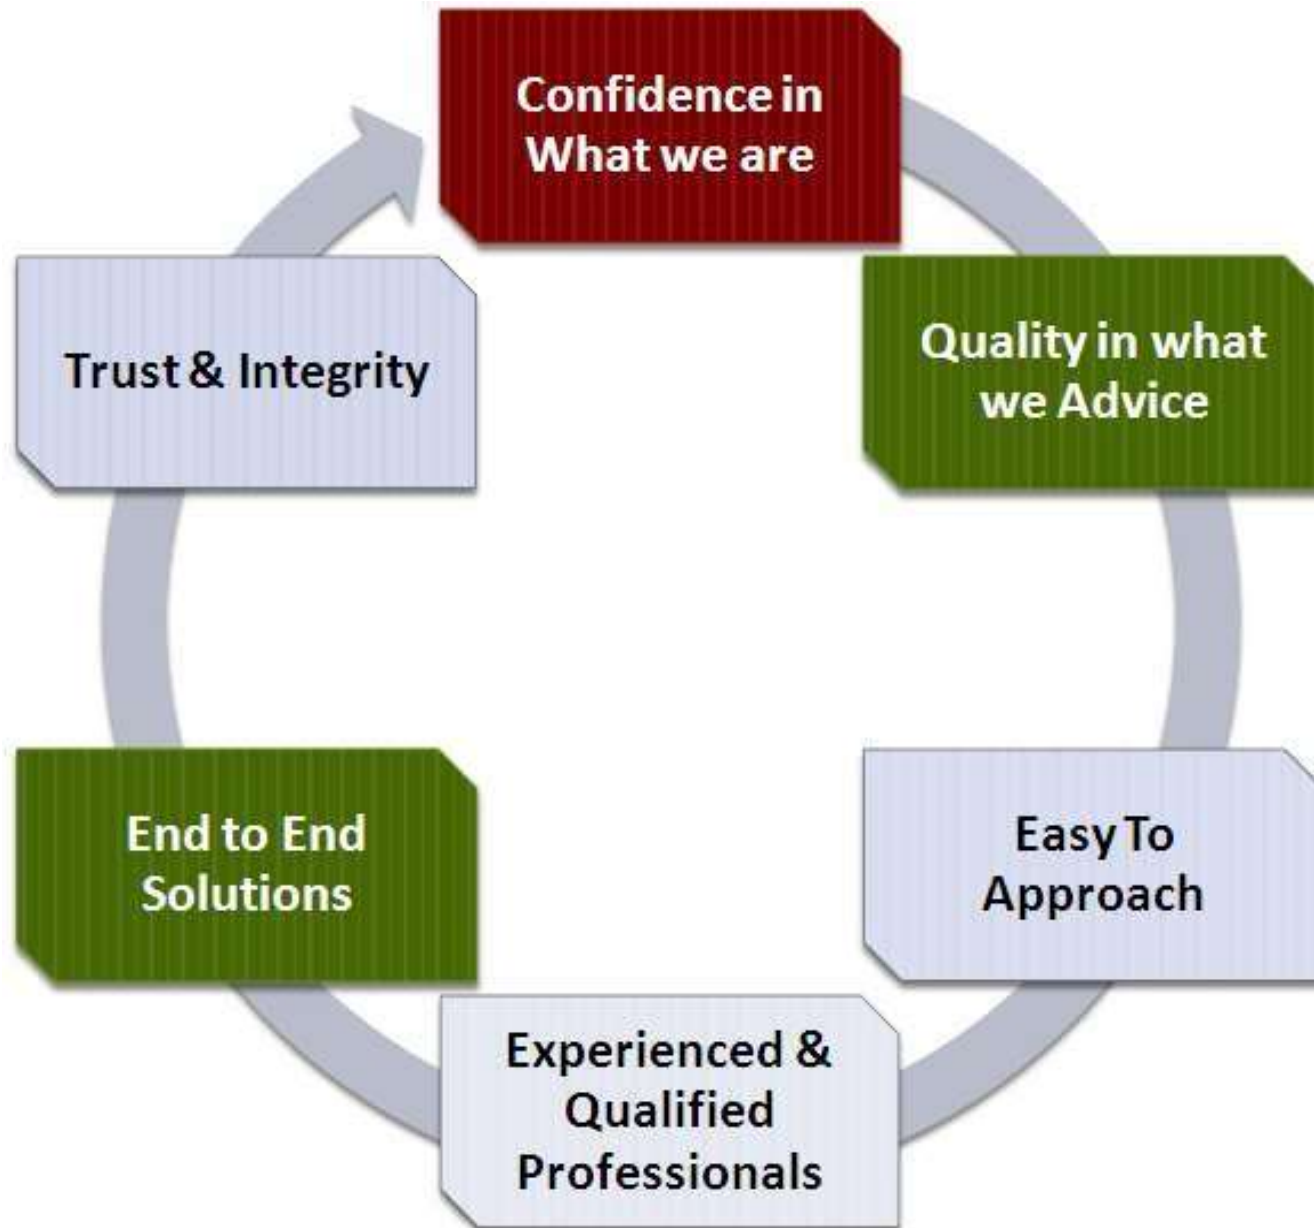 Confidence in
What we are
Quality in what
we Advice
Easy To
Approach
Experienced &
Qualified
Professionals
End to End
Solutions
Trust & Integrity